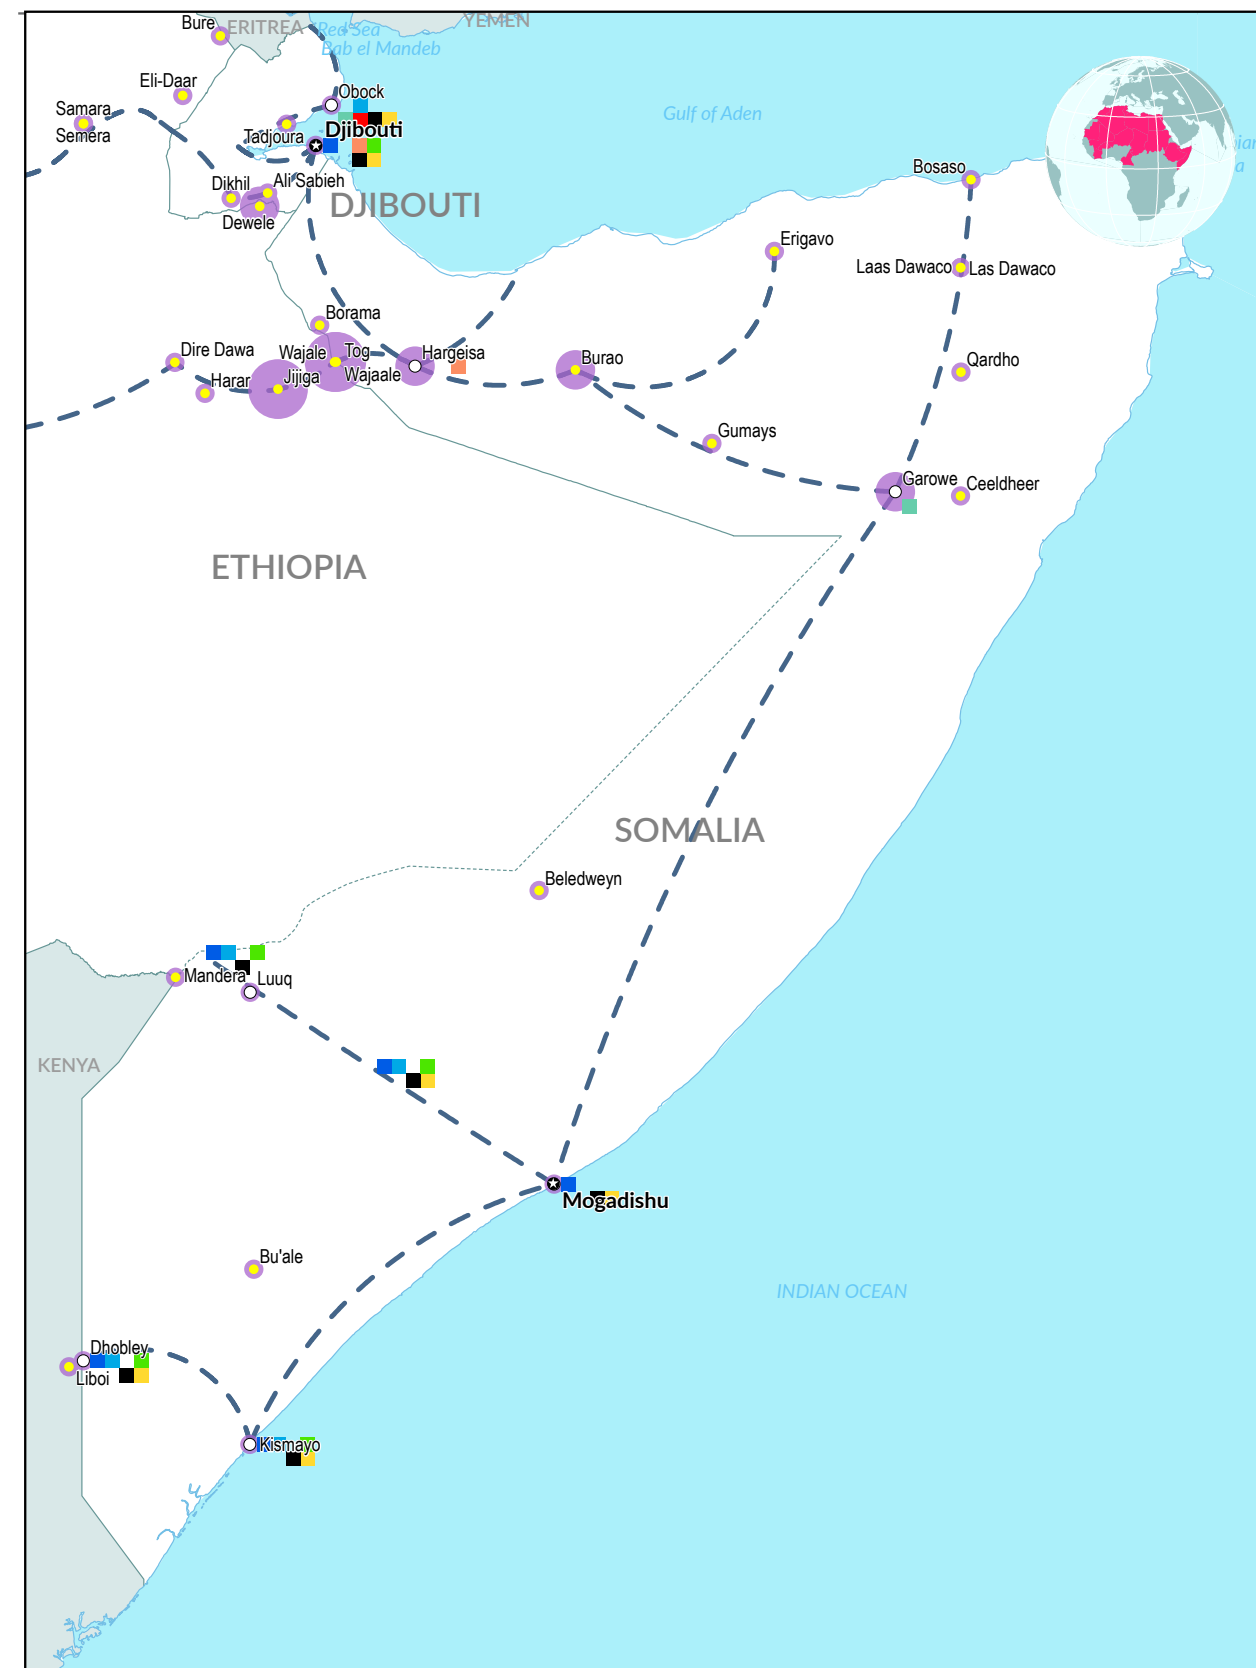 Bure
ERITREA
Red Sea
YEMEN
Bab el Mandeb
Eli-Daar
Obock
Samara
Semera
Tadjoura
Djibouti
Gulf of Aden
Bosaso
Dikhil
Ali Sabieh
Dewele
DJIBOUTI
Erigavo
Laas Dawaco
Las Dawaco
Borama
Dire Dawa
Wajale
Tog
Wajaale
Hargeisa
Burao
Qardho
Harar
Jijiga
Gumays
Garowe
Ceeldheer
ETHIOPIA
SOMALIA
Beledweyn
Mandera
Luuq
KENYA
Mogadishu
Bu'ale
INDIAN OCEAN
Dhobley
Liboi
Kismayo